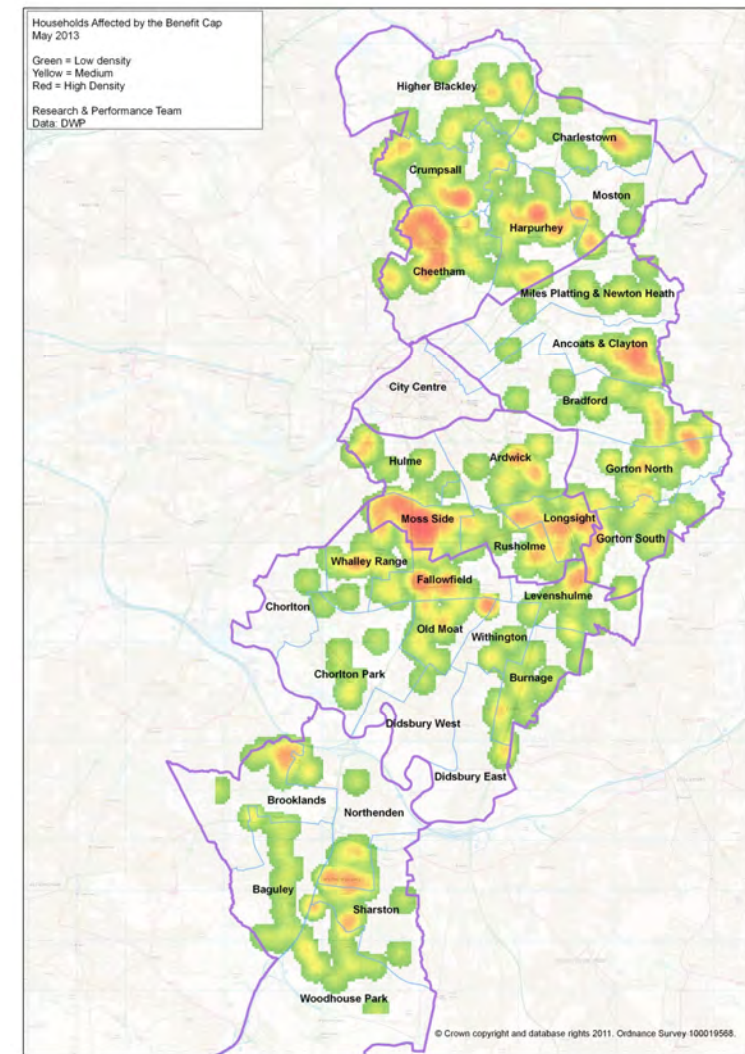 Households Affected by the Benefit Cap
May 2013
Green = Low density
Yellow = Medium
Red = High Density
Research & Performance Team
Data: DWP
Higher Blackley
Charlestown
Crumpsall
Moston
Harpurhey
Cheetham
Miles Platting & Newton Heath
Ancoats & Clayton
City Centre
Bradford
Hulme
Ardwick
Gorton North
Moss Side
Longsight
Rusholme
Gorton South
Whalley Range
Fallowfield
Chorlton
Levenshulme
Old Moat
Withington
Chorlton Park
Burnage
Didsbury West
Didsbury East
Brooklands
Northenden
Baguley
Sharston
Woodhouse Park
© Crown copyright and database rights 2011. Ordnance Survey 100019568.